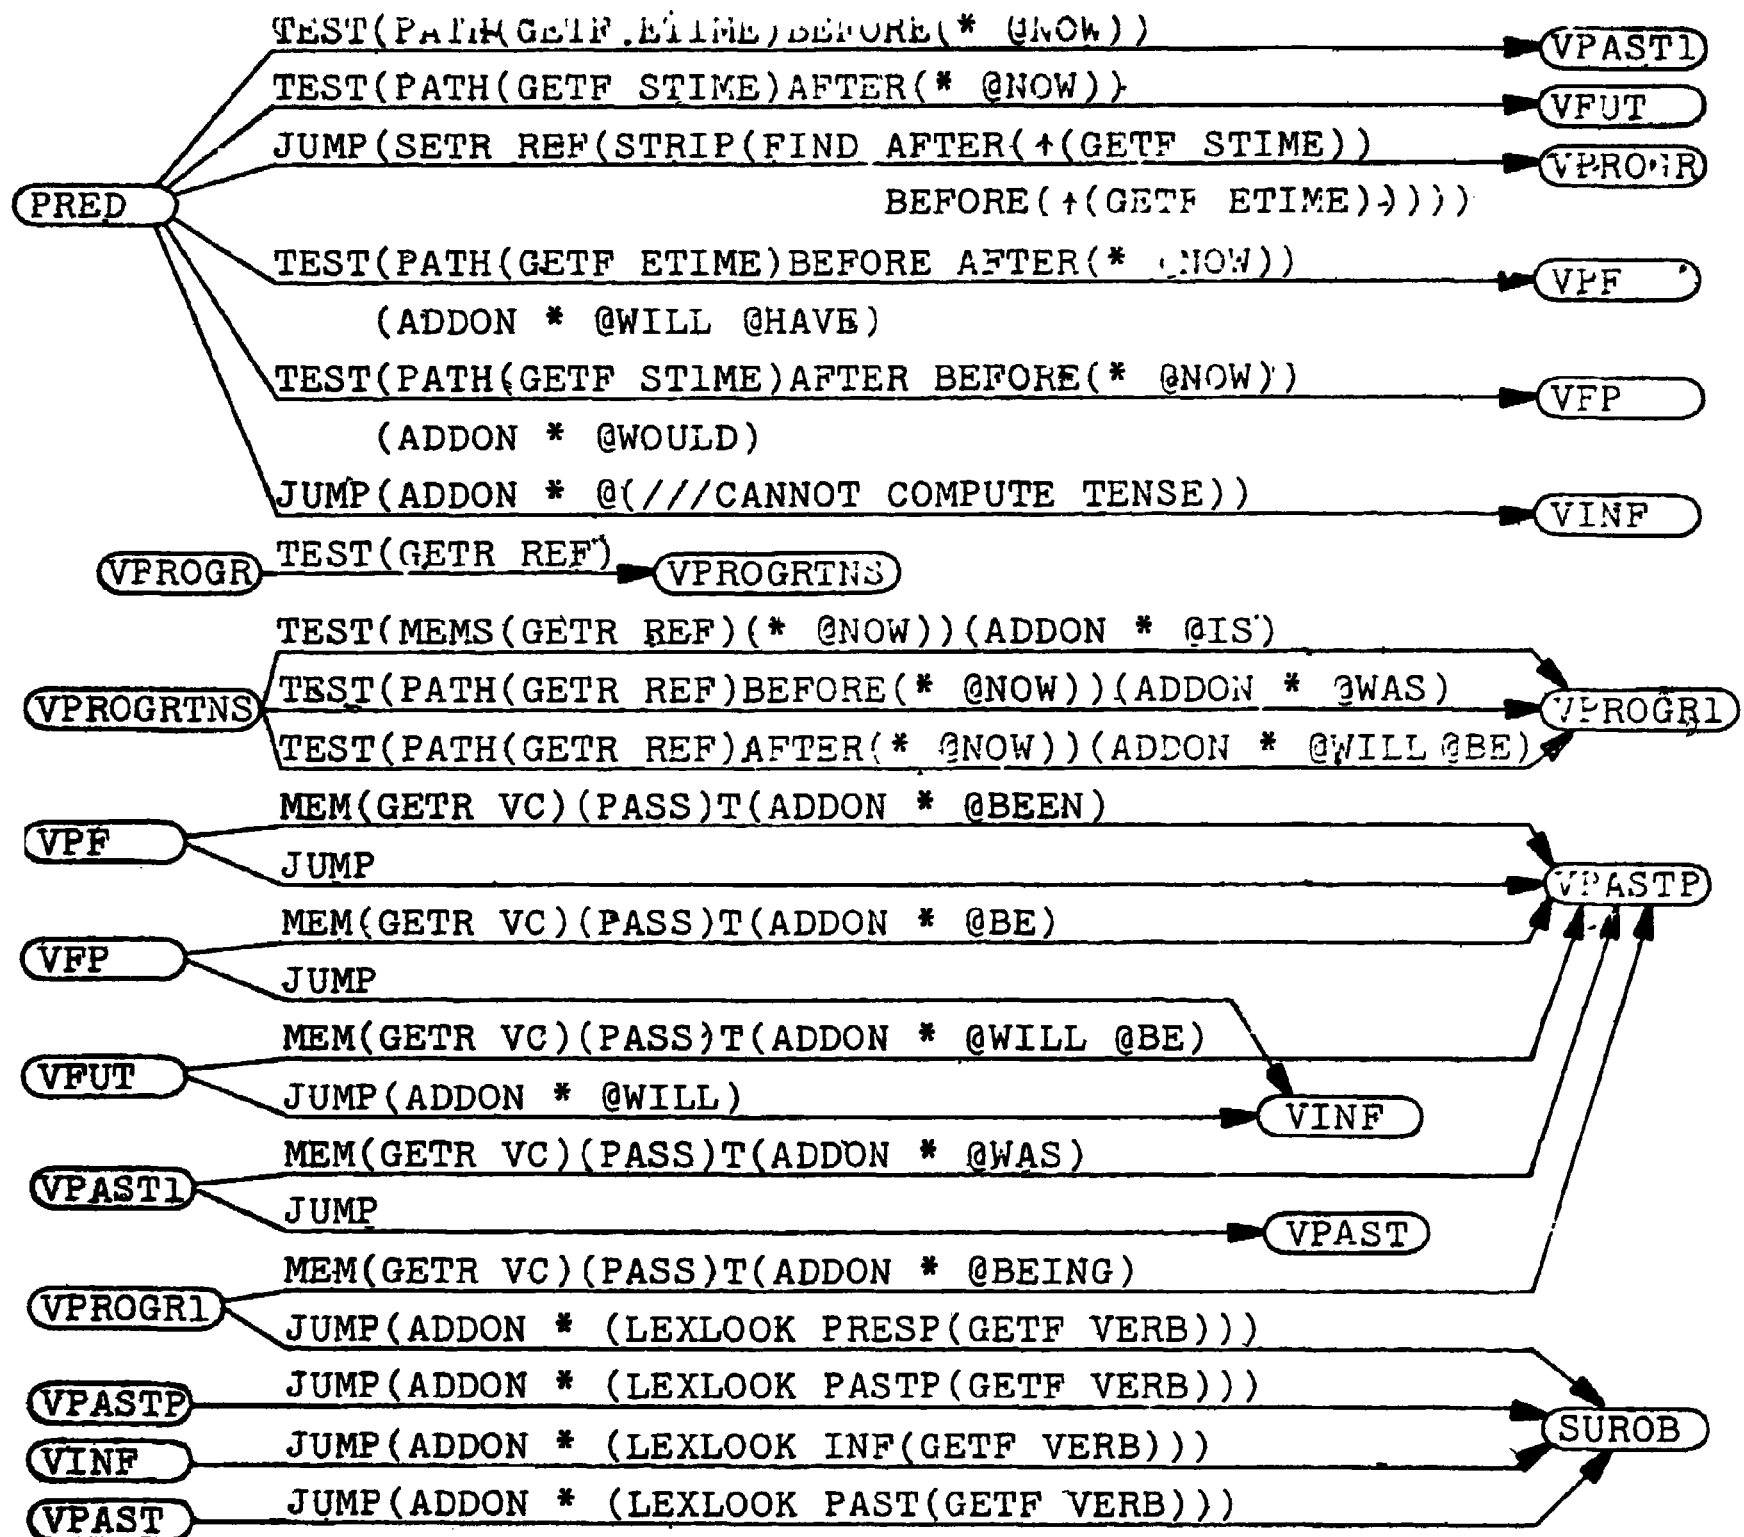 TEST(PATH(GETF ETIME)BEFORE(* @NOW))
VPAST1
TEST(PATH(GETF STIME)AFTER(* @NOW))
VFUT
JUMP(SETR REF(STRIP(FIND AFTER(↑(GETF STIME))
VPROGR
PRED
BEFORE(↑(GETF ETIME)))))
TEST(PATH(GETF ETIME)BEFORE AFTER(* @NOW))
VPF
(ADDON * @WILL @HAVE)
TEST(PATH(GETF STIME)AFTER BEFORE(* @NOW))
VFP
(ADDON * @WOULD)
JUMP(ADDON * @(///CANNOT COMPUTE TENSE))
VINF
VPROGR
TEST(GETR REF)
VPROGRTNS
TEST(MEMS(GETR REF)(* @NOW))(ADDON * @IS)
VPROGRTNS
TEST(PATH(GETR REF)BEFORE(* @NOW))(ADDON * @WAS)
VPROGR1
TEST(PATH(GETR REF)AFTER(* @NOW))(ADDON * @WILL @BE)
MEM(GETR VC)(PASS)T(ADDON * @BEEN)
VPF
JUMP
VPASTP
MEM(GETR VC)(PASS)T(ADDON * @BE)
VFP
JUMP
MEM(GETR VC)(PASS)T(ADDON * @WILL @BE)
VFUT
JUMP(ADDON * @WILL)
VINF
MEM(GETR VC)(PASS)T(ADDON * @WAS)
VPAST1
JUMP
VPAST
MEM(GETR VC)(PASS)T(ADDON * @BEING)
VPROGR1
JUMP(ADDON * (LEXLOOK PRESP(GETF VERB)))
VPASTP
JUMP(ADDON * (LEXLOOK PASTP(GETF VERB)))
SUROB
VINF
JUMP(ADDON * (LEXLOOK INF(GETF VERB)))
VPAST
JUMP(ADDON * (LEXLOOK PAST(GETF VERB)))